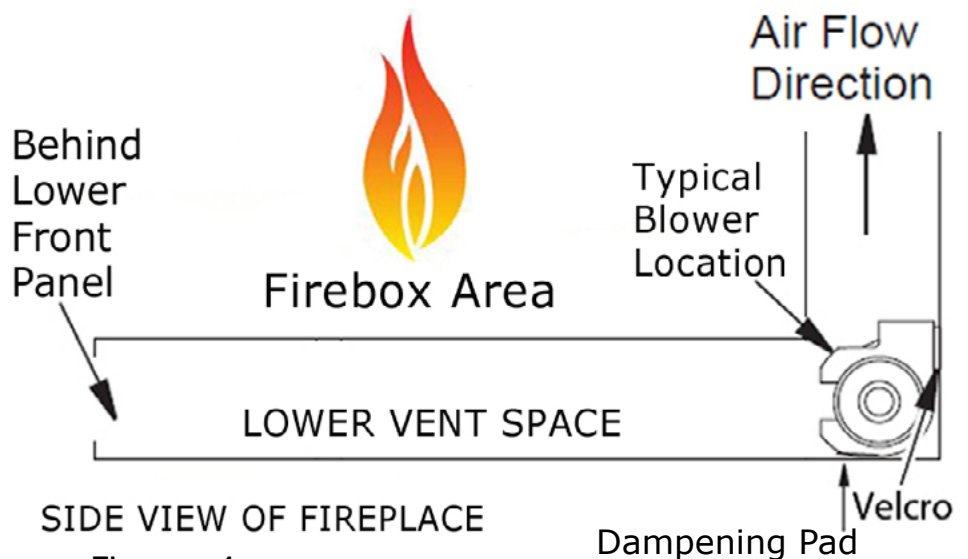 Air Flow
Direction
Behind
Lower
Front
Panel
Typical
Blower
Location
Firebox Area
LOWER VENT SPACE
Velcro
SIDE VIEW OF FIREPLACE
Dampening Pad